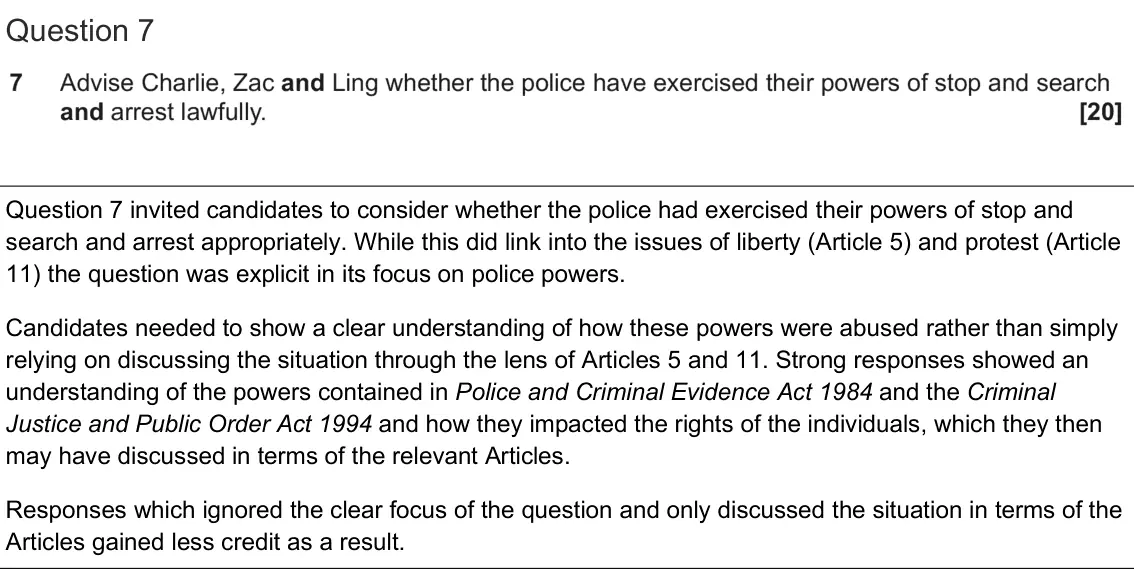 Question 7
7 Advise Charlie, Zac and Ling whether the police have exercised their powers of stop and search
and arrest lawfully. [20]
Question 7 invited candidates to consider whether the police had exercised their powers of stop and
search and arrest appropriately. While this did link into the issues of liberty (Article 5) and protest (Article
11) the question was explicit in its focus on police powers.
Candidates needed to show a clear understanding of how these powers were abused rather than simply
relying on discussing the situation through the lens of Articles 5 and 11. Strong responses showed an
understanding of the powers contained in Police and Criminal Evidence Act 1984 and the Criminal
Justice and Public Order Act 1994 and how they impacted the rights of the individuals, which they then
may have discussed in terms of the relevant Articles.
Responses which ignored the clear focus of the question and only discussed the situation in terms of the
Articles gained less credit as a result.